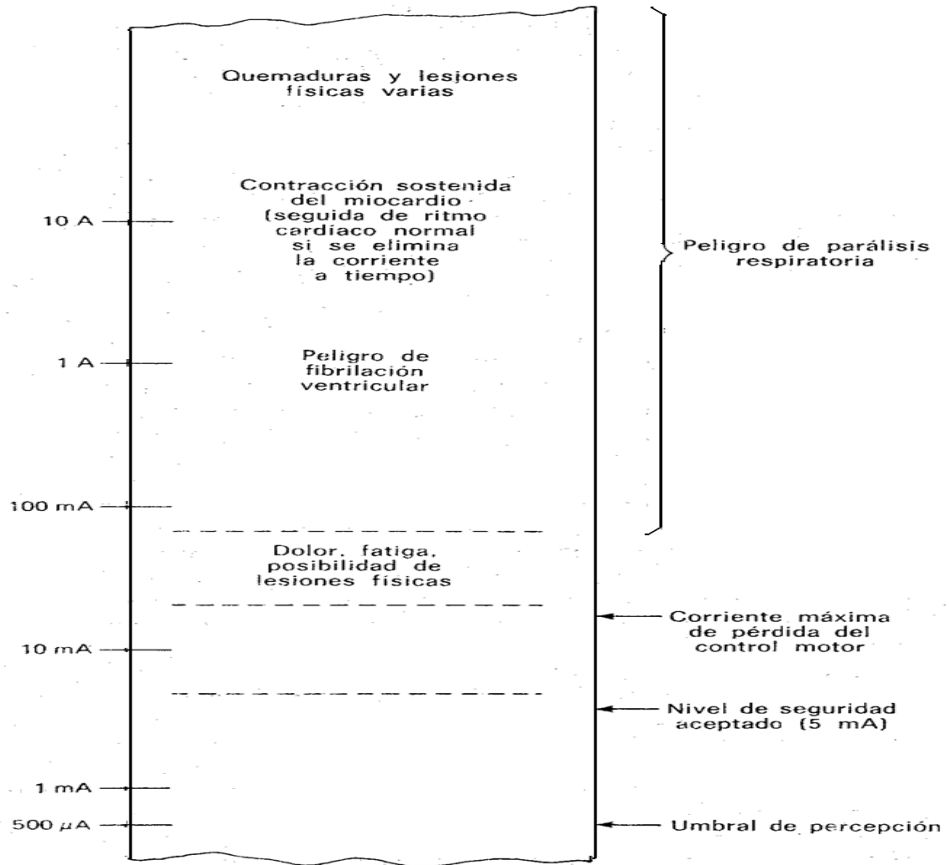 Quemaduras y lesiones
físicas varias
Contracción sostenida
del miocardio
(seguida de ritmo
cardíaco normal
si se elimina
la corriente
a tiempo)
10 A
Peligro de parálisis
respiratoria
1 A
Peligro de
fibrilación
ventricular
100 mA
Dolor, fatiga,
posibilidad de
lesiones físicas
Corriente máxima
de pérdida del
control motor
10 mA
Nivel de seguridad
aceptado (5 mA)
1 mA
500 μA
Umbral de percepción